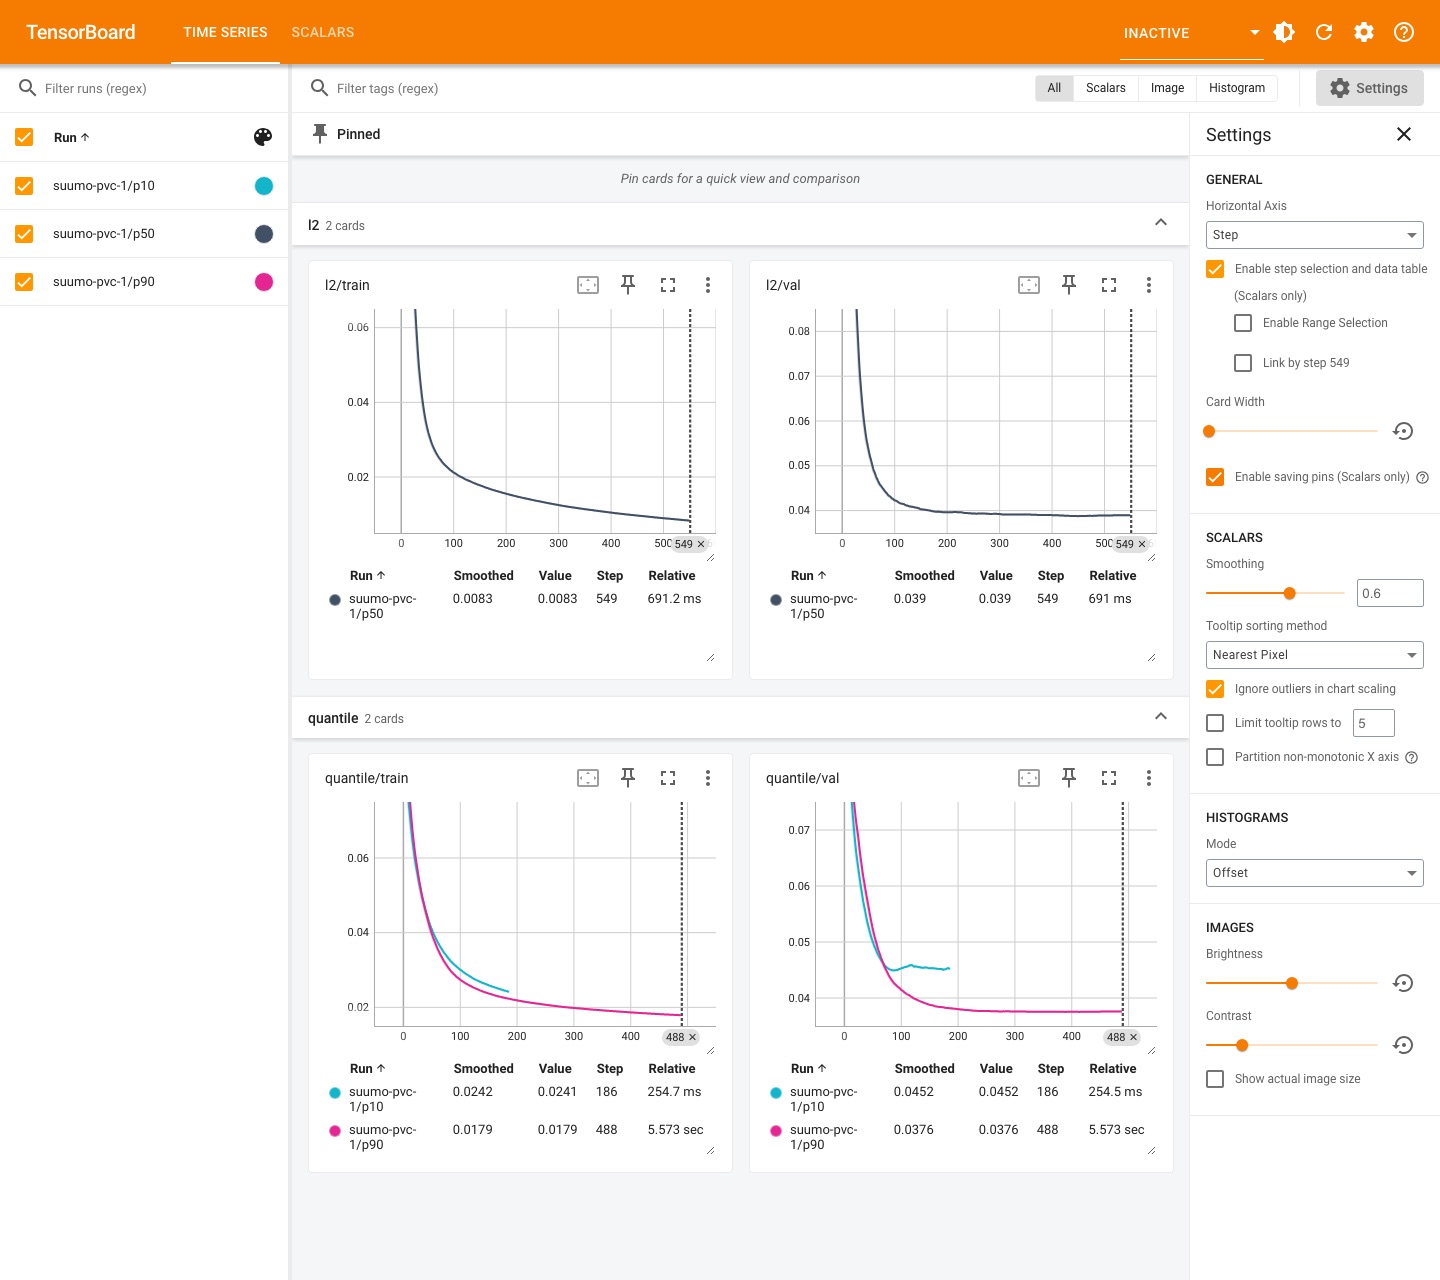 TensorBoard
TIME SERIES
SCALARS
INACTIVE
Filter runs (regex)
Run
suumo-pvc-1/p10
suumo-pvc-1/p50
suumo-pvc-1/p90
Filter tags (regex)
All
Scalars
Image
Histogram
Settings
Pinned
Pin cards for a quick view and comparison
l2 2 cards
l2/train
0.06
0.04
0.02
0 100 200 300 400 500 549
Run Smoothed Value Step Relative
suumo-pvc-1/p50 0.0083 0.0083 549 691.2 ms
l2/val
0.08
0.07
0.06
0.05
0.04
0 100 200 300 400 500 549
Run Smoothed Value Step Relative
suumo-pvc-1/p50 0.039 0.039 549 691 ms
quantile 2 cards
quantile/train
0.06
0.04
0.02
0 100 200 300 400 488
Run Smoothed Value Step Relative
suumo-pvc-1/p10 0.0242 0.0241 186 254.7 ms
suumo-pvc-1/p90 0.0179 0.0179 488 5.573 sec
quantile/val
0.07
0.06
0.05
0.04
0 100 200 300 400 488
Run Smoothed Value Step Relative
suumo-pvc-1/p10 0.0452 0.0452 186 254.5 ms
suumo-pvc-1/p90 0.0376 0.0376 488 5.573 sec
Settings
GENERAL
Horizontal Axis
Step
Enable step selection and data table
(Scalars only)
Enable Range Selection
Link by step 549
Card Width
Enable saving pins (Scalars only)
SCALARS
Smoothing
0.6
Tooltip sorting method
Nearest Pixel
Ignore outliers in chart scaling
Limit tooltip rows to 5
Partition non-monotonic X axis
HISTOGRAMS
Mode
Offset
IMAGES
Brightness
Contrast
Show actual image size